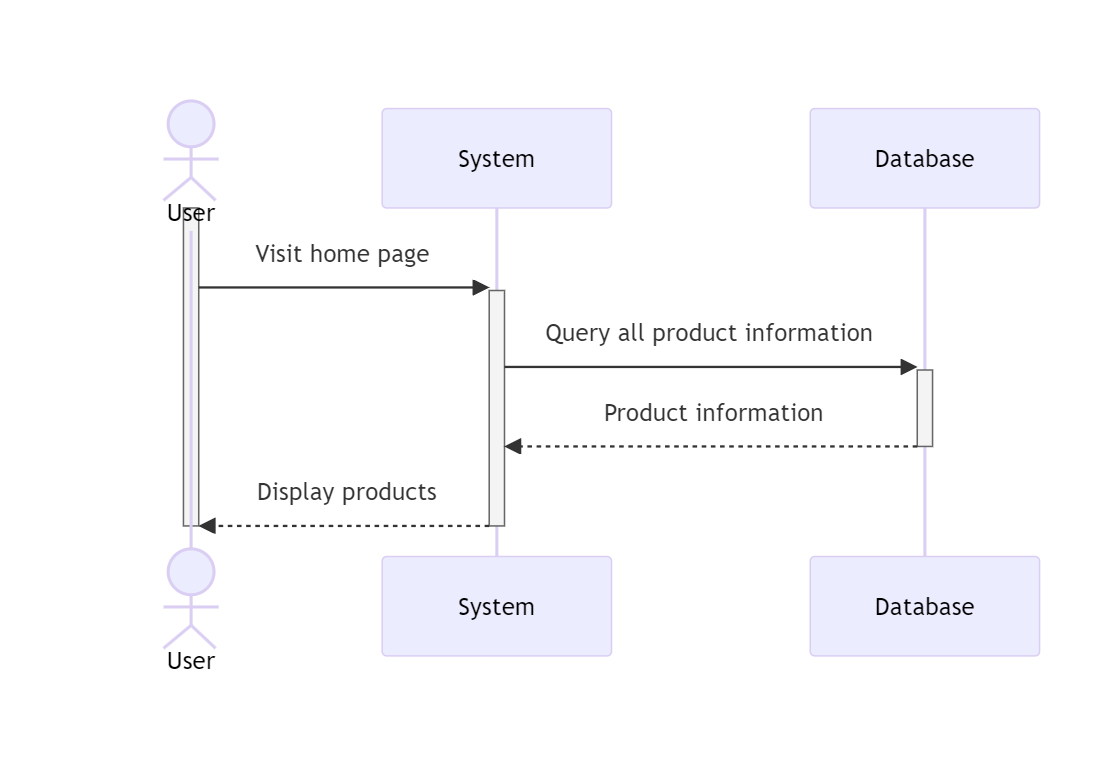 System
Database
User
Visit home page
Query all product information
Product information
Display products
System
Database
User